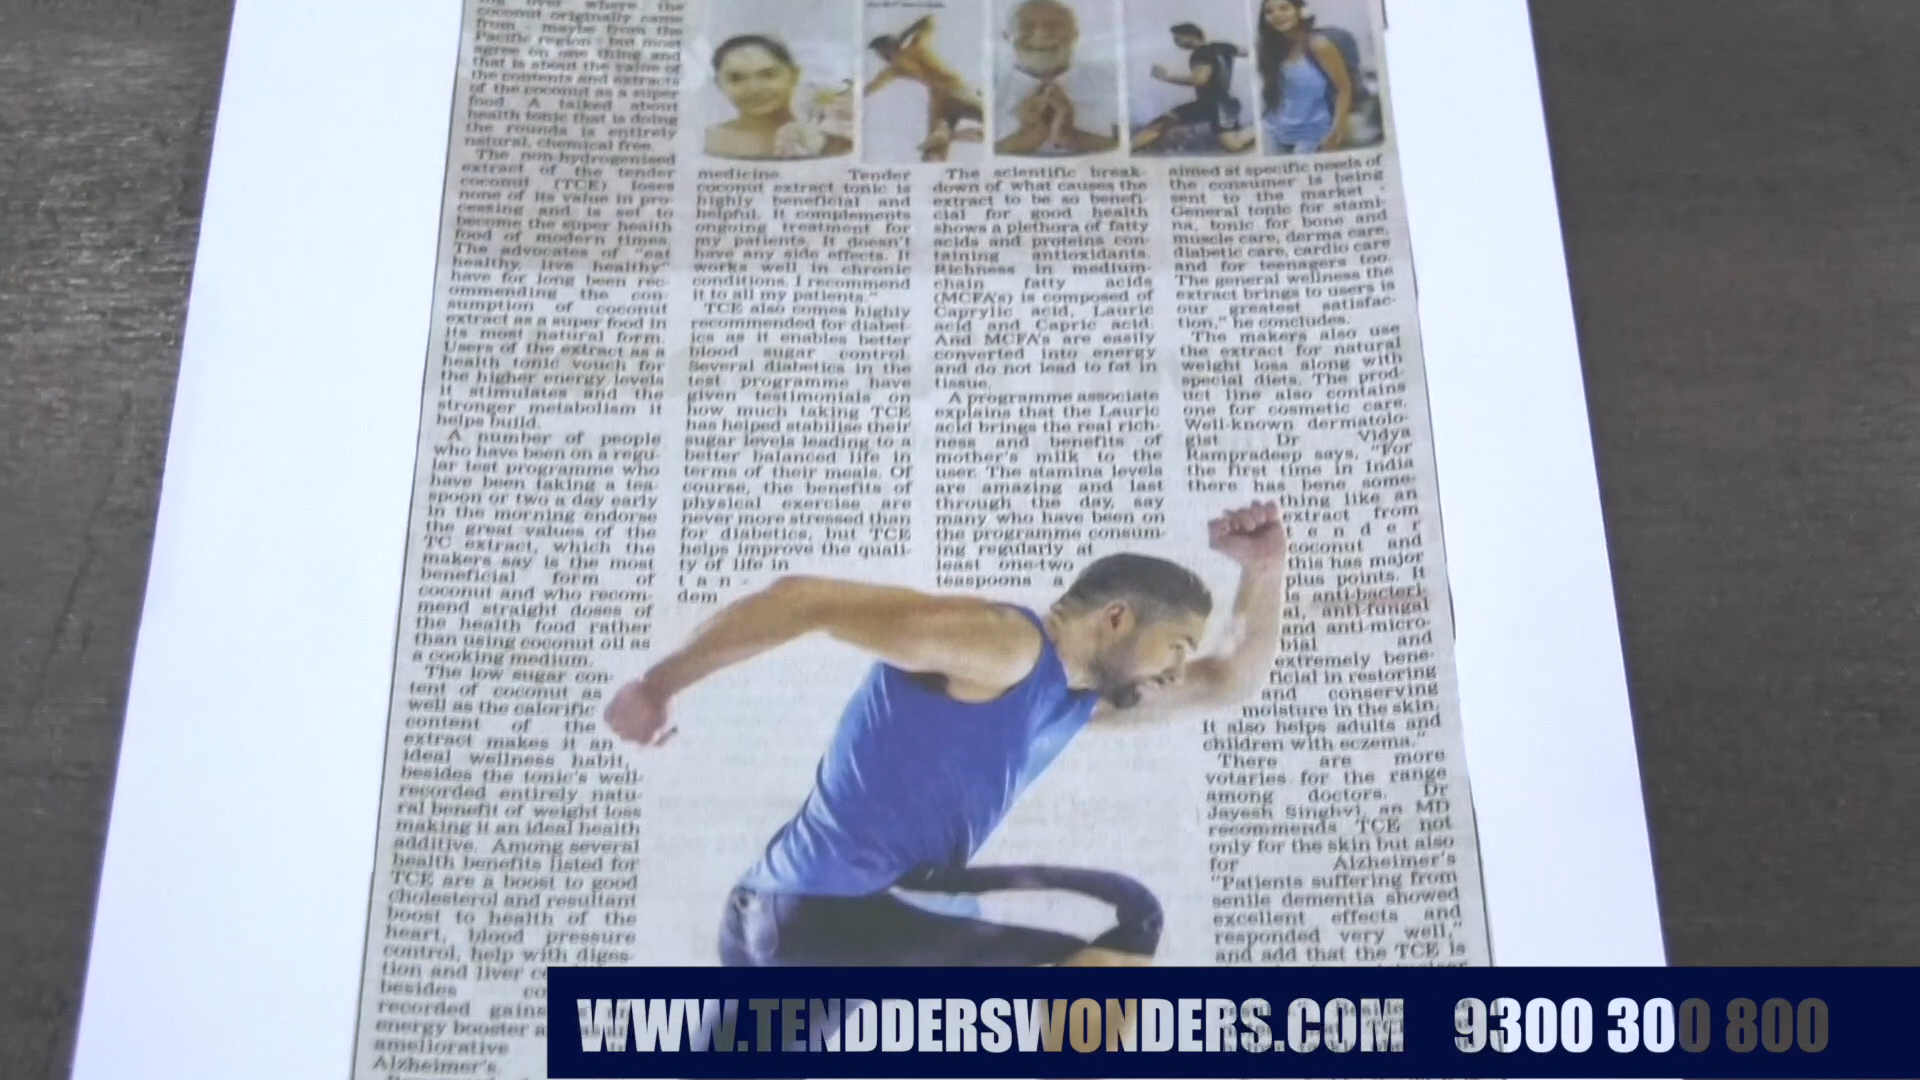 coconut originally came
from - maybe from the
Pacific region - but most
agree on one thing and
that is about the value of
the contents and extracts
of the coconut as a super
food. A talked about
health tonic that is doing
the rounds is entirely
natural, chemical free.
The non-hydrogenised
extract of the tender
coconut (TCE) loses
none of its value in pro-
cessing and is set to
become the super health
food of modern times.
The advocates of "eat
healthy, live healthy"
have for long been rec-
ommending the con-
sumption of coconut
extract as a super food in
its most natural form.
Users of the extract as a
health tonic vouch for
the higher energy levels
it stimulates and the
stronger metabolism it
helps build.
A number of people
who have been on a regu-
lar test programme who
have been taking a tea-
spoon or two a day early
in the morning endorse
the great values of the
TC extract, which the
makers say is the most
beneficial form of
coconut and who recom-
mend straight doses of
the health food rather
than using coconut oil as
a cooking medium.
The low sugar con-
tent of coconut as
well as the calorific
content of the
extract makes it an
ideal wellness habit,
besides the tonic's well-
recorded entirely natu-
ral benefit of weight loss
making it an ideal health
additive. Among several
health benefits listed for
TCE are a boost to good
Cholesterol and resultant
boost to health of the
heart, blood pressure
control, help with diges-
tion and liver
besides
recorded gains
energy booster
ameliorative
Alzheimer's.
medicine. Tender
coconut extract tonic is
highly beneficial and
helpful. It complements
ongoing treatment for
my patients. It doesn't
have any side effects. It
works well in chronic
conditions. I recommend
it to all my patients."
TCE also comes highly
recommended for diabet-
ics as it enables better
blood sugar control.
Several diabetics in the
test programme have
given testimonials on
how much taking TCE
has helped stabilise their
sugar levels leading to a
better balanced life in
terms of their meals. Of
course, the benefits of
physical exercise are
never more stressed than
for diabetics, but TCE
helps improve the quali-
ty of life in
tan-
dem
The scientific break-
down of what causes the
extract to be so benefi-
cial for good health
shows a plethora of fatty
acids and proteins con-
taining antioxidants.
Richness in medium-
chain fatty acids
(MCFA's) is composed of
Caprylic acid, Lauric
acid and Capric acid.
And MCFA's are easily
converted into energy
and do not lead to fat in
tissue.
A programme associate
explains that the Lauric
acid brings the real rich-
ness and benefits of
mother's milk to the
user. The stamina levels
are amazing and last
through the day, say
many who have been on
the programme consum-
ing regularly at
least one-two
teaspoons a
aimed at specific needs of
the consumer is being
sent to the market -
General tonic for stami-
na, tonic for bone and
muscle care, derma care,
diabetic care, cardio care
and for teenagers too.
The general wellness the
extract brings to users is
our greatest satisfac-
tion," he concludes.
The makers also use
the extract for natural
weight loss along with
special diets. The prod-
uct line also contains
one for cosmetic care.
Well-known dermatolo-
gist Dr Vidya
Rampradeep says, "For
the first time in India
there has bene some-
thing like an
extract from
tender
coconut and
this has major
plus points. It
is anti-bacteri-
al, anti-fungal
and anti-micro-
bial and
extremely bene-
ficial in restoring
and conserving
moisture in the skin.
It also helps adults and
children with eczema."
There are more
votaries for the range
among doctors. Dr
Jayesh Singhvi, an MD
recommends TCE not
only for the skin but also
for Alzheimer's
"Patients suffering from
senile dementia showed
excellent effects and
responded very well,"
and add that the TCE is
WWW.TENDDERSWONDERS.COM 9300 300 800